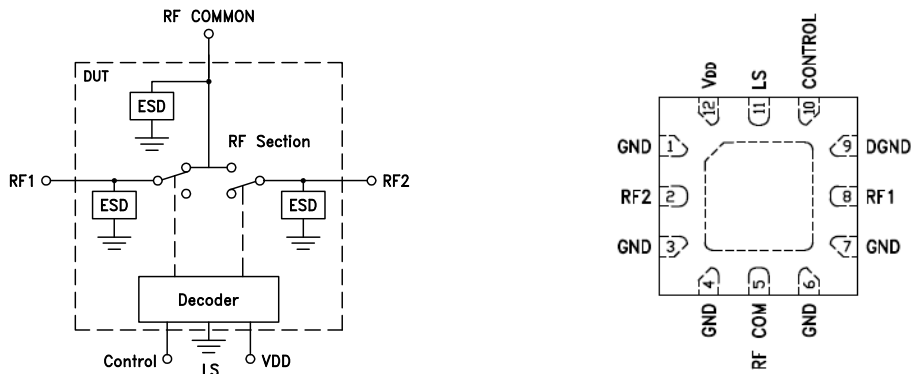 RF COMMON
DUT
ESD
RF Section
RF1
ESD
ESD
RF2
Decoder
Control
LS
VDD
VDD
LS
CONTROL
12
11
10
GND
1
9
DGND
RF2
2
8
RF1
GND
3
7
GND
4
5
6
GND
RF COM
GND